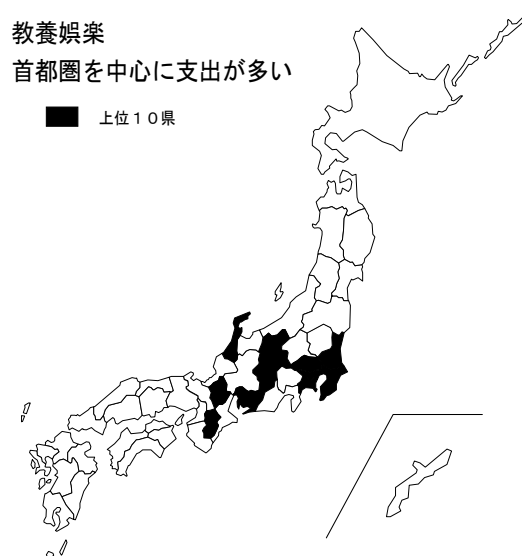 教養娯楽
首都圏を中心に支出が多い
上位１０県